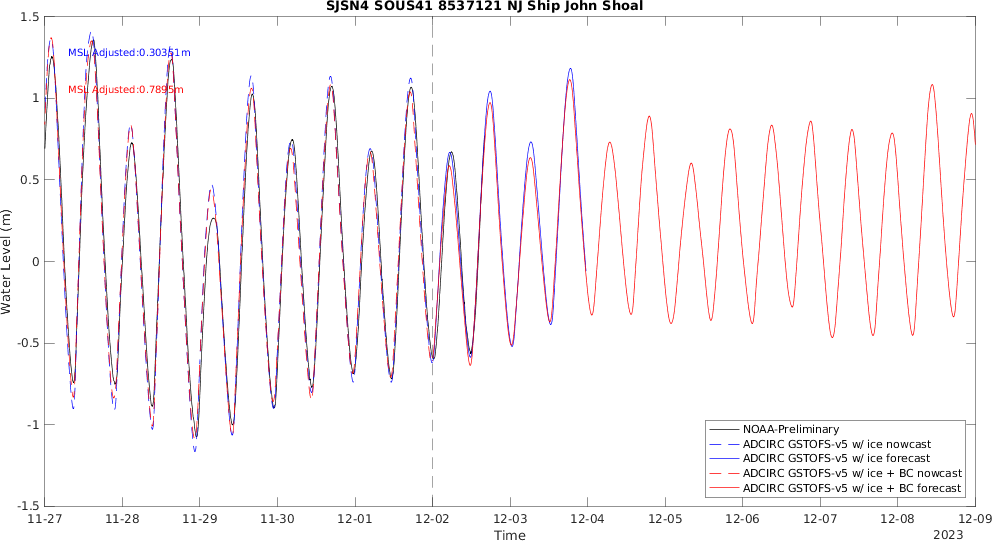 SJSN4 SOUS41 8537121 NJ Ship John Shoal
MSL Adjusted:0.30351m
MSL Adjusted:0.7895m
Water Level (m)
1.5
1
0.5
0
-0.5
-1
-1.5
NOAA-Preliminary
ADCIRC GSTOFS-v5 w/ ice nowcast
ADCIRC GSTOFS-v5 w/ ice forecast
ADCIRC GSTOFS-v5 w/ ice + BC nowcast
ADCIRC GSTOFS-v5 w/ ice + BC forecast
11-27 11-28 11-29 11-30 12-01 12-02 12-03 12-04 12-05 12-06 12-07 12-08 12-09
Time
2023